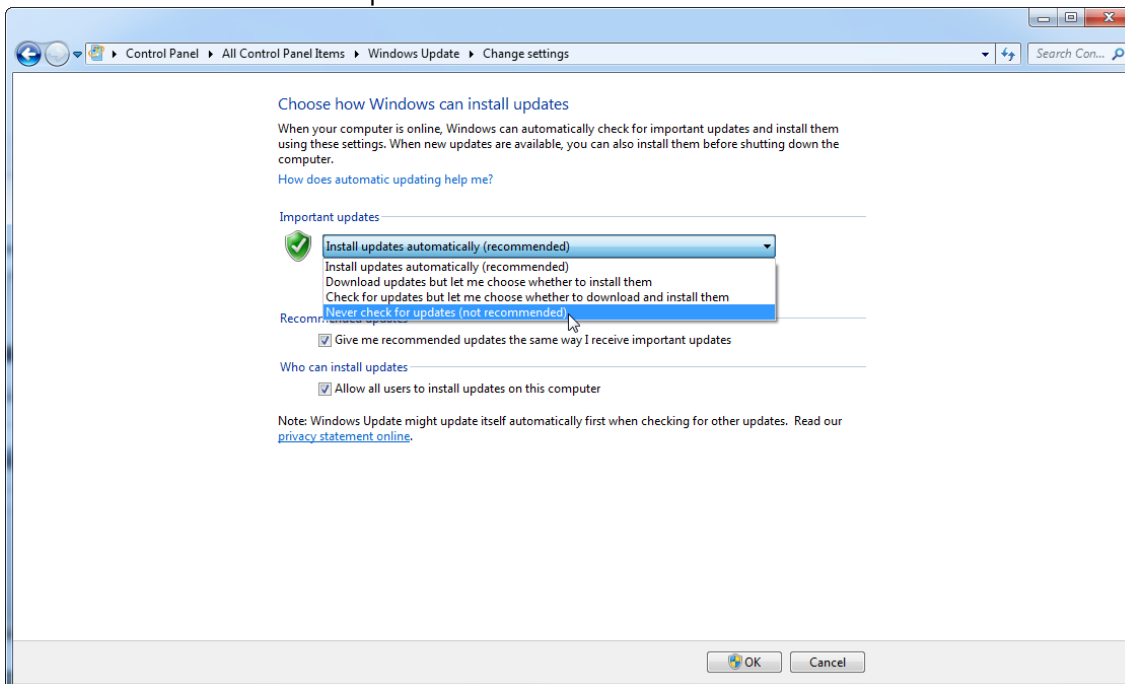 Control Panel ▸ All Control Panel Items ▸ Windows Update ▸ Change settings
Search Con...
Choose how Windows can install updates
When your computer is online, Windows can automatically check for important updates and install them
using these settings. When new updates are available, you can also install them before shutting down the
computer.
How does automatic updating help me?
Important updates
Install updates automatically (recommended)
Install updates automatically (recommended)
Download updates but let me choose whether to install them
Check for updates but let me choose whether to download and install them
Never check for updates (not recommended)
Recommended updates
Give me recommended updates the same way I receive important updates
Who can install updates
Allow all users to install updates on this computer
Note: Windows Update might update itself automatically first when checking for other updates. Read our
privacy statement online.
OK
Cancel